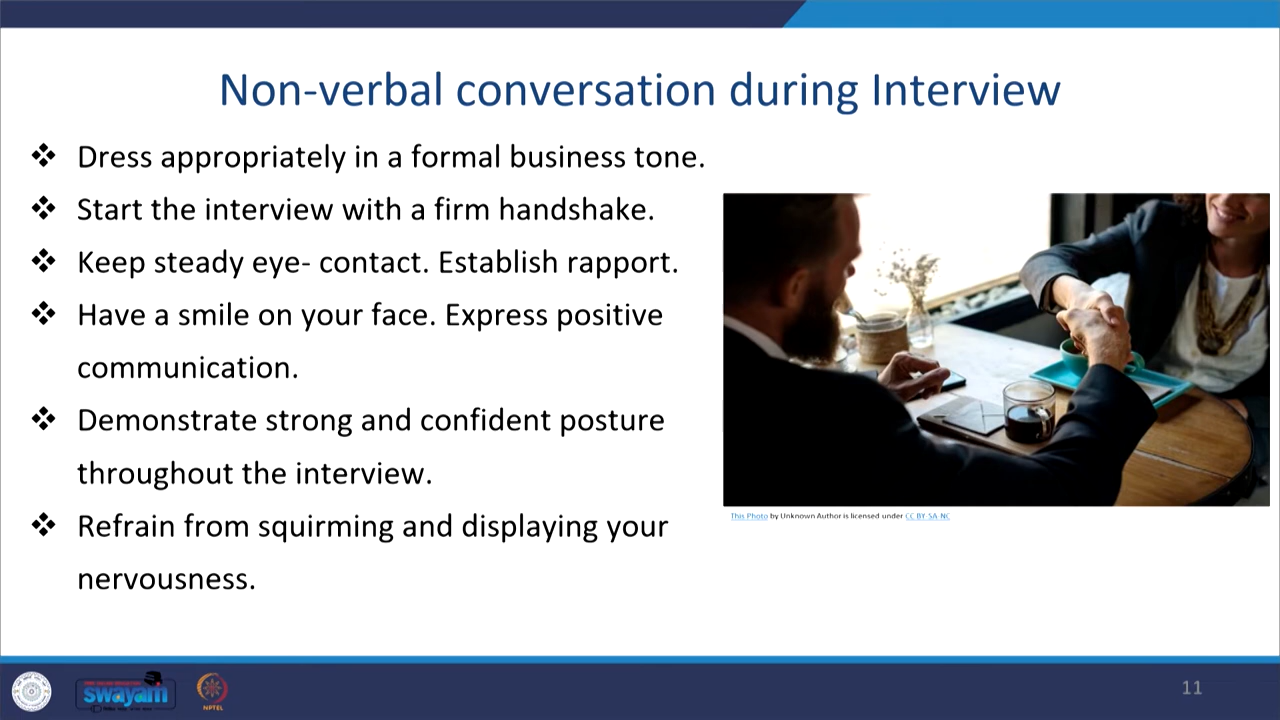 Non-verbal conversation during Interview
❖ Dress appropriately in a formal business tone.
❖ Start the interview with a firm handshake.
❖ Keep steady eye- contact. Establish rapport.
❖ Have a smile on your face. Express positive
communication.
❖ Demonstrate strong and confident posture
throughout the interview.
❖ Refrain from squirming and displaying your
nervousness.
This Photo by Unknown Author is licensed under CC BY-SA-NC
swayam
NPTEL
11